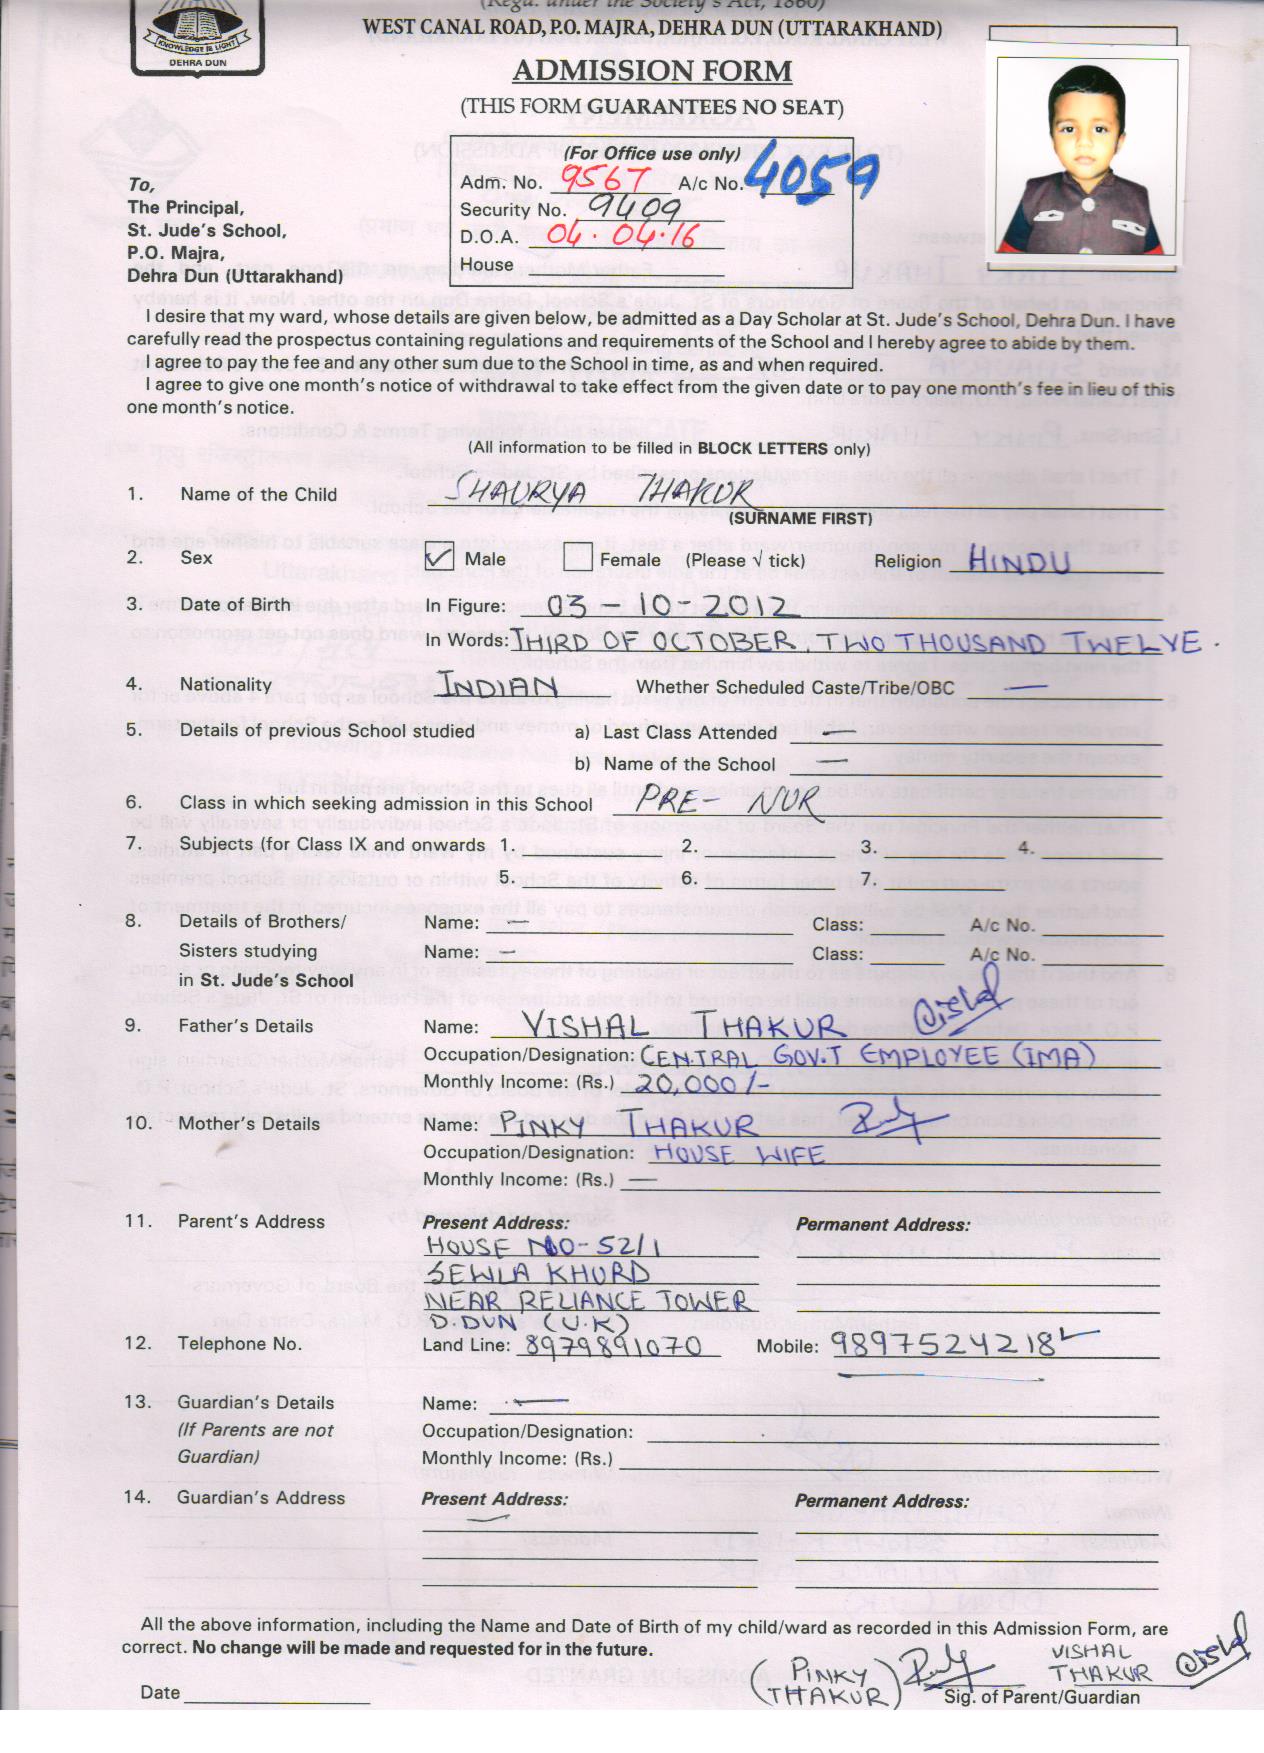 (Regd. under the Society's Act, 1860)
WEST CANAL ROAD, P.O. MAJRA, DEHRA DUN (UTTARAKHAND)
KNOWLEDGE IS LIGHT
DEHRA DUN
ADMISSION FORM
(THIS FORM GUARANTEES NO SEAT)
(For Office use only)
Adm. No. 9567 A/c No. 4059
Security No. 9409
D.O.A. 04.04.16
House
To,
The Principal,
St. Jude's School,
P.O. Majra,
Dehra Dun (Uttarakhand)
I desire that my ward, whose details are given below, be admitted as a Day Scholar at St. Jude's School, Dehra Dun. I have
carefully read the prospectus containing regulations and requirements of the School and I hereby agree to abide by them.
I agree to pay the fee and any other sum due to the School in time, as and when required.
I agree to give one month's notice of withdrawal to take effect from the given date or to pay one month's fee in lieu of this
one month's notice.
(All information to be filled in BLOCK LETTERS only)
1. Name of the Child SHAURYA THAKUR
(SURNAME FIRST)
2. Sex ✓ Male Female (Please √ tick) Religion HINDU
3. Date of Birth In Figure: 03-10-2012
In Words: THIRD OF OCTOBER, TWO THOUSAND TWELVE.
4. Nationality INDIAN Whether Scheduled Caste/Tribe/OBC —
5. Details of previous School studied a) Last Class Attended —
b) Name of the School —
6. Class in which seeking admission in this School PRE- NUR
7. Subjects (for Class IX and onwards 1. 2. 3. 4.
5. 6. 7.
8. Details of Brothers/ Name: — Class: A/c No.
Sisters studying Name: — Class: A/c No.
in St. Jude's School
9. Father's Details Name: VISHAL THAKUR Vishal
Occupation/Designation: CENTRAL GOV.T EMPLOYEE (IMA)
Monthly Income: (Rs.) 20,000/-
10. Mother's Details Name: PINKY THAKUR
Occupation/Designation: HOUSE WIFE
Monthly Income: (Rs.) —
11. Parent's Address Present Address: Permanent Address:
HOUSE NO-52/1
SEWLA KHURD
NEAR RELIANCE TOWER
D.DUN (U.K)
12. Telephone No. Land Line: 8979891070 Mobile: 9897524218
13. Guardian's Details Name: —
(If Parents are not Occupation/Designation:
Guardian) Monthly Income: (Rs.)
14. Guardian's Address Present Address: Permanent Address:
—
All the above information, including the Name and Date of Birth of my child/ward as recorded in this Admission Form, are
correct. No change will be made and requested for in the future.
(PINKY THAKUR) VISHAL THAKUR Vishal
Date Sig. of Parent/Guardian